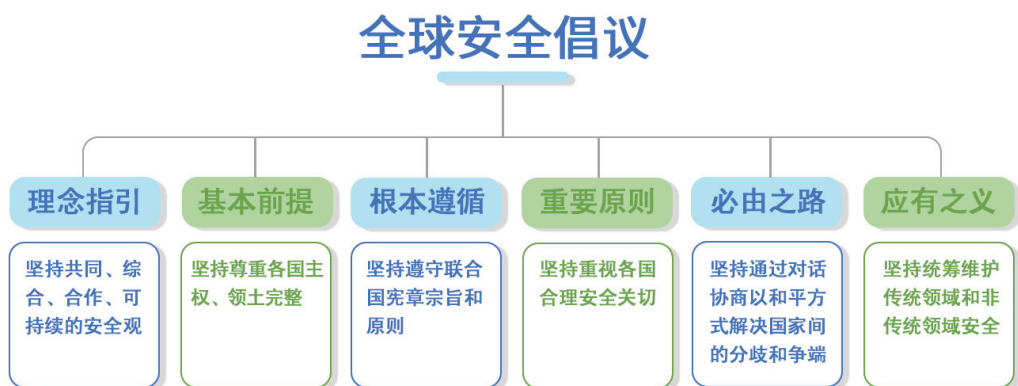 全球安全倡议
理念指引
基本前提
根本遵循
重要原则
必由之路
应有之义
坚持共同、综
合、合作、可
持续的安全观
坚持尊重各国主
权、领土完整
坚持遵守联合
国宪章宗旨和
原则
坚持重视各国
合理安全关切
坚持通过对话
协商以和平方
式解决国家间
的分歧和争端
坚持统筹维护
传统领域和非
传统领域安全